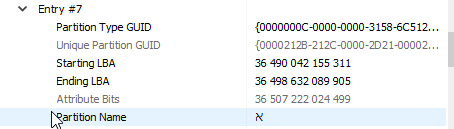 Entry #7
Partition Type GUID {0000000C-0000-0000-3158-6C512...
Unique Partition GUID {0000212B-212C-0000-2D21-00002...
Starting LBA 36 490 042 155 311
Ending LBA 36 498 632 089 905
Attribute Bits 36 507 222 024 499
Partition Name א